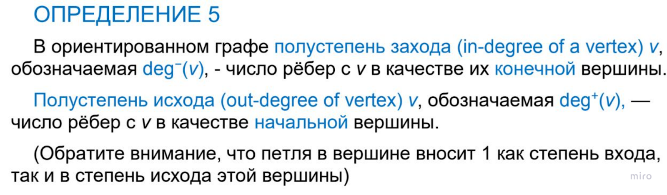 ОПРЕДЕЛЕНИЕ 5
В ориентированном графе полустепень захода (in-degree of a vertex) v,
обозначаемая deg⁻(v), - число рёбер с v в качестве их конечной вершины.
Полустепень исхода (out-degree of vertex) v, обозначаемая deg⁺(v), —
число рёбер с v в качестве начальной вершины.
(Обратите внимание, что петля в вершине вносит 1 как степень входа,
так и в степень исхода этой вершины)
miro